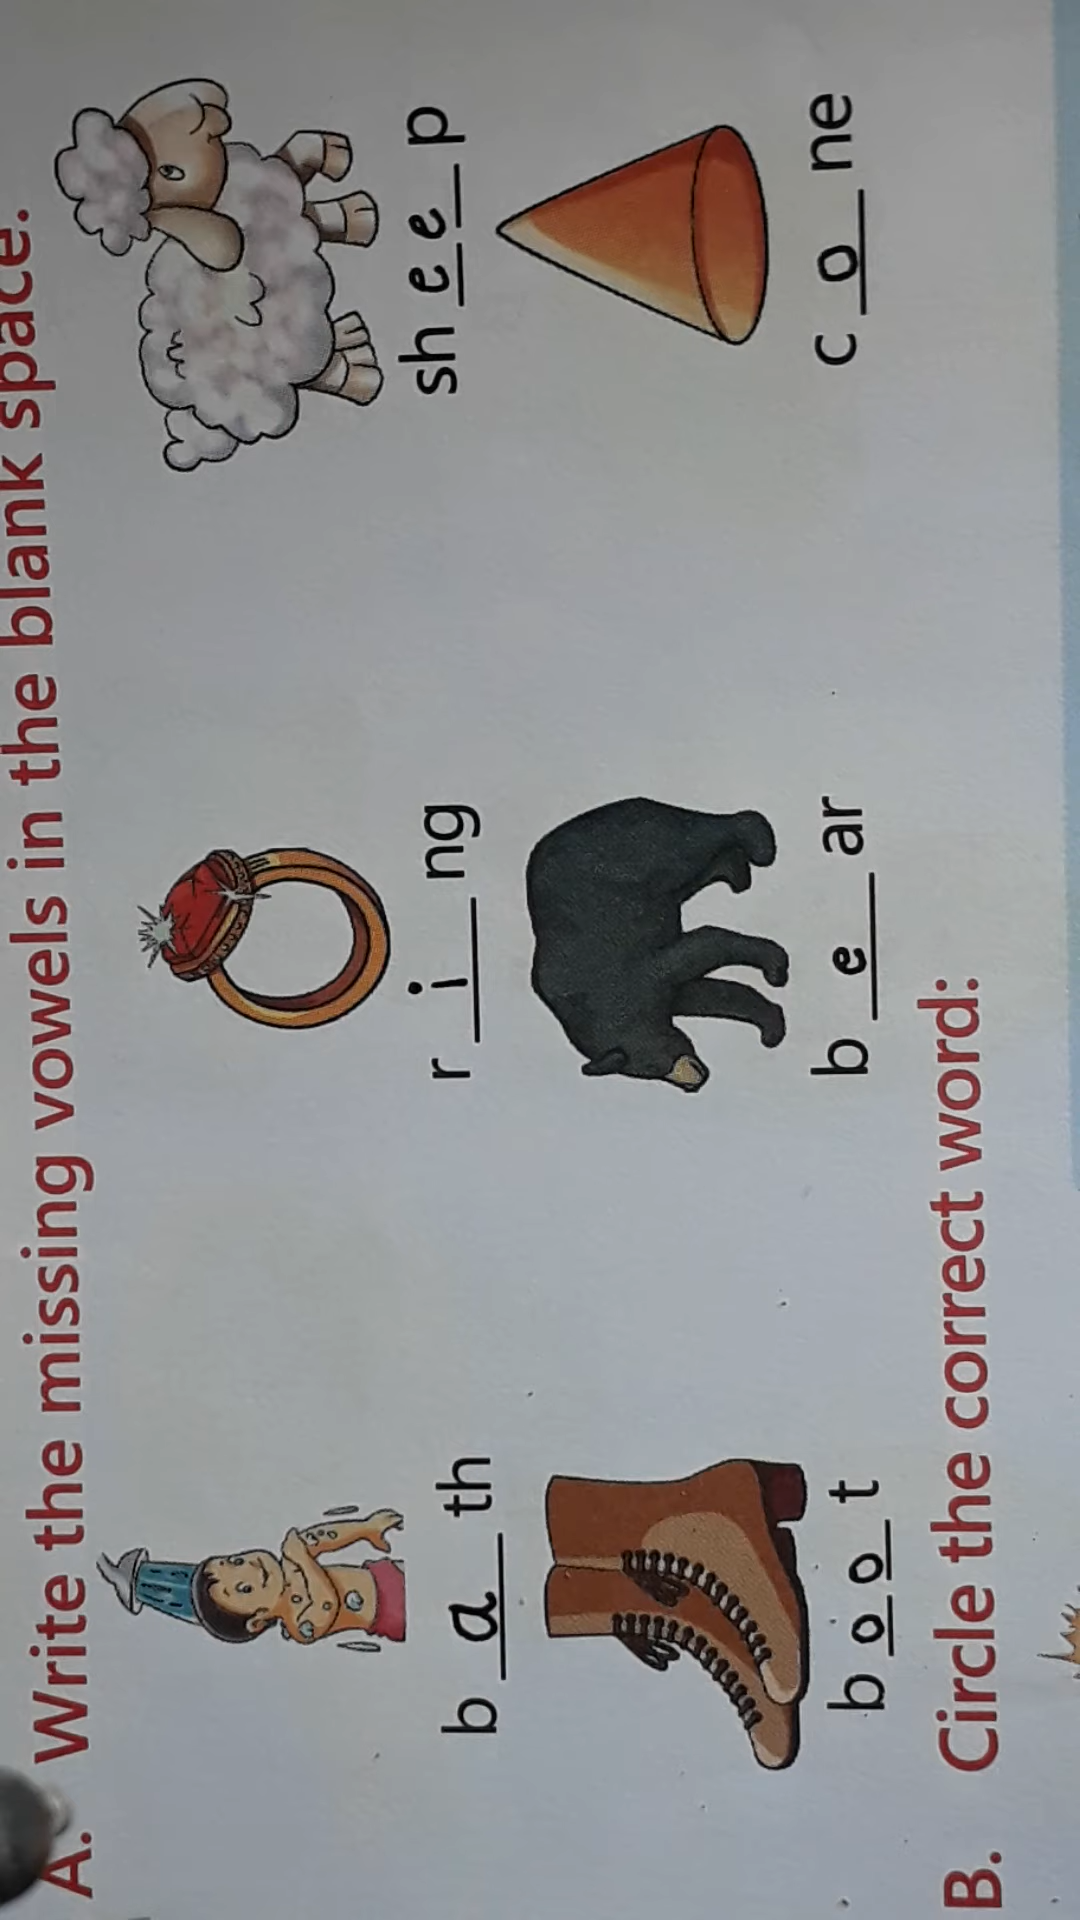 A. Write the missing vowels in the blank space.
b a th r i ng sh e e p
b o o t b e ar c o ne
B. Circle the correct word: